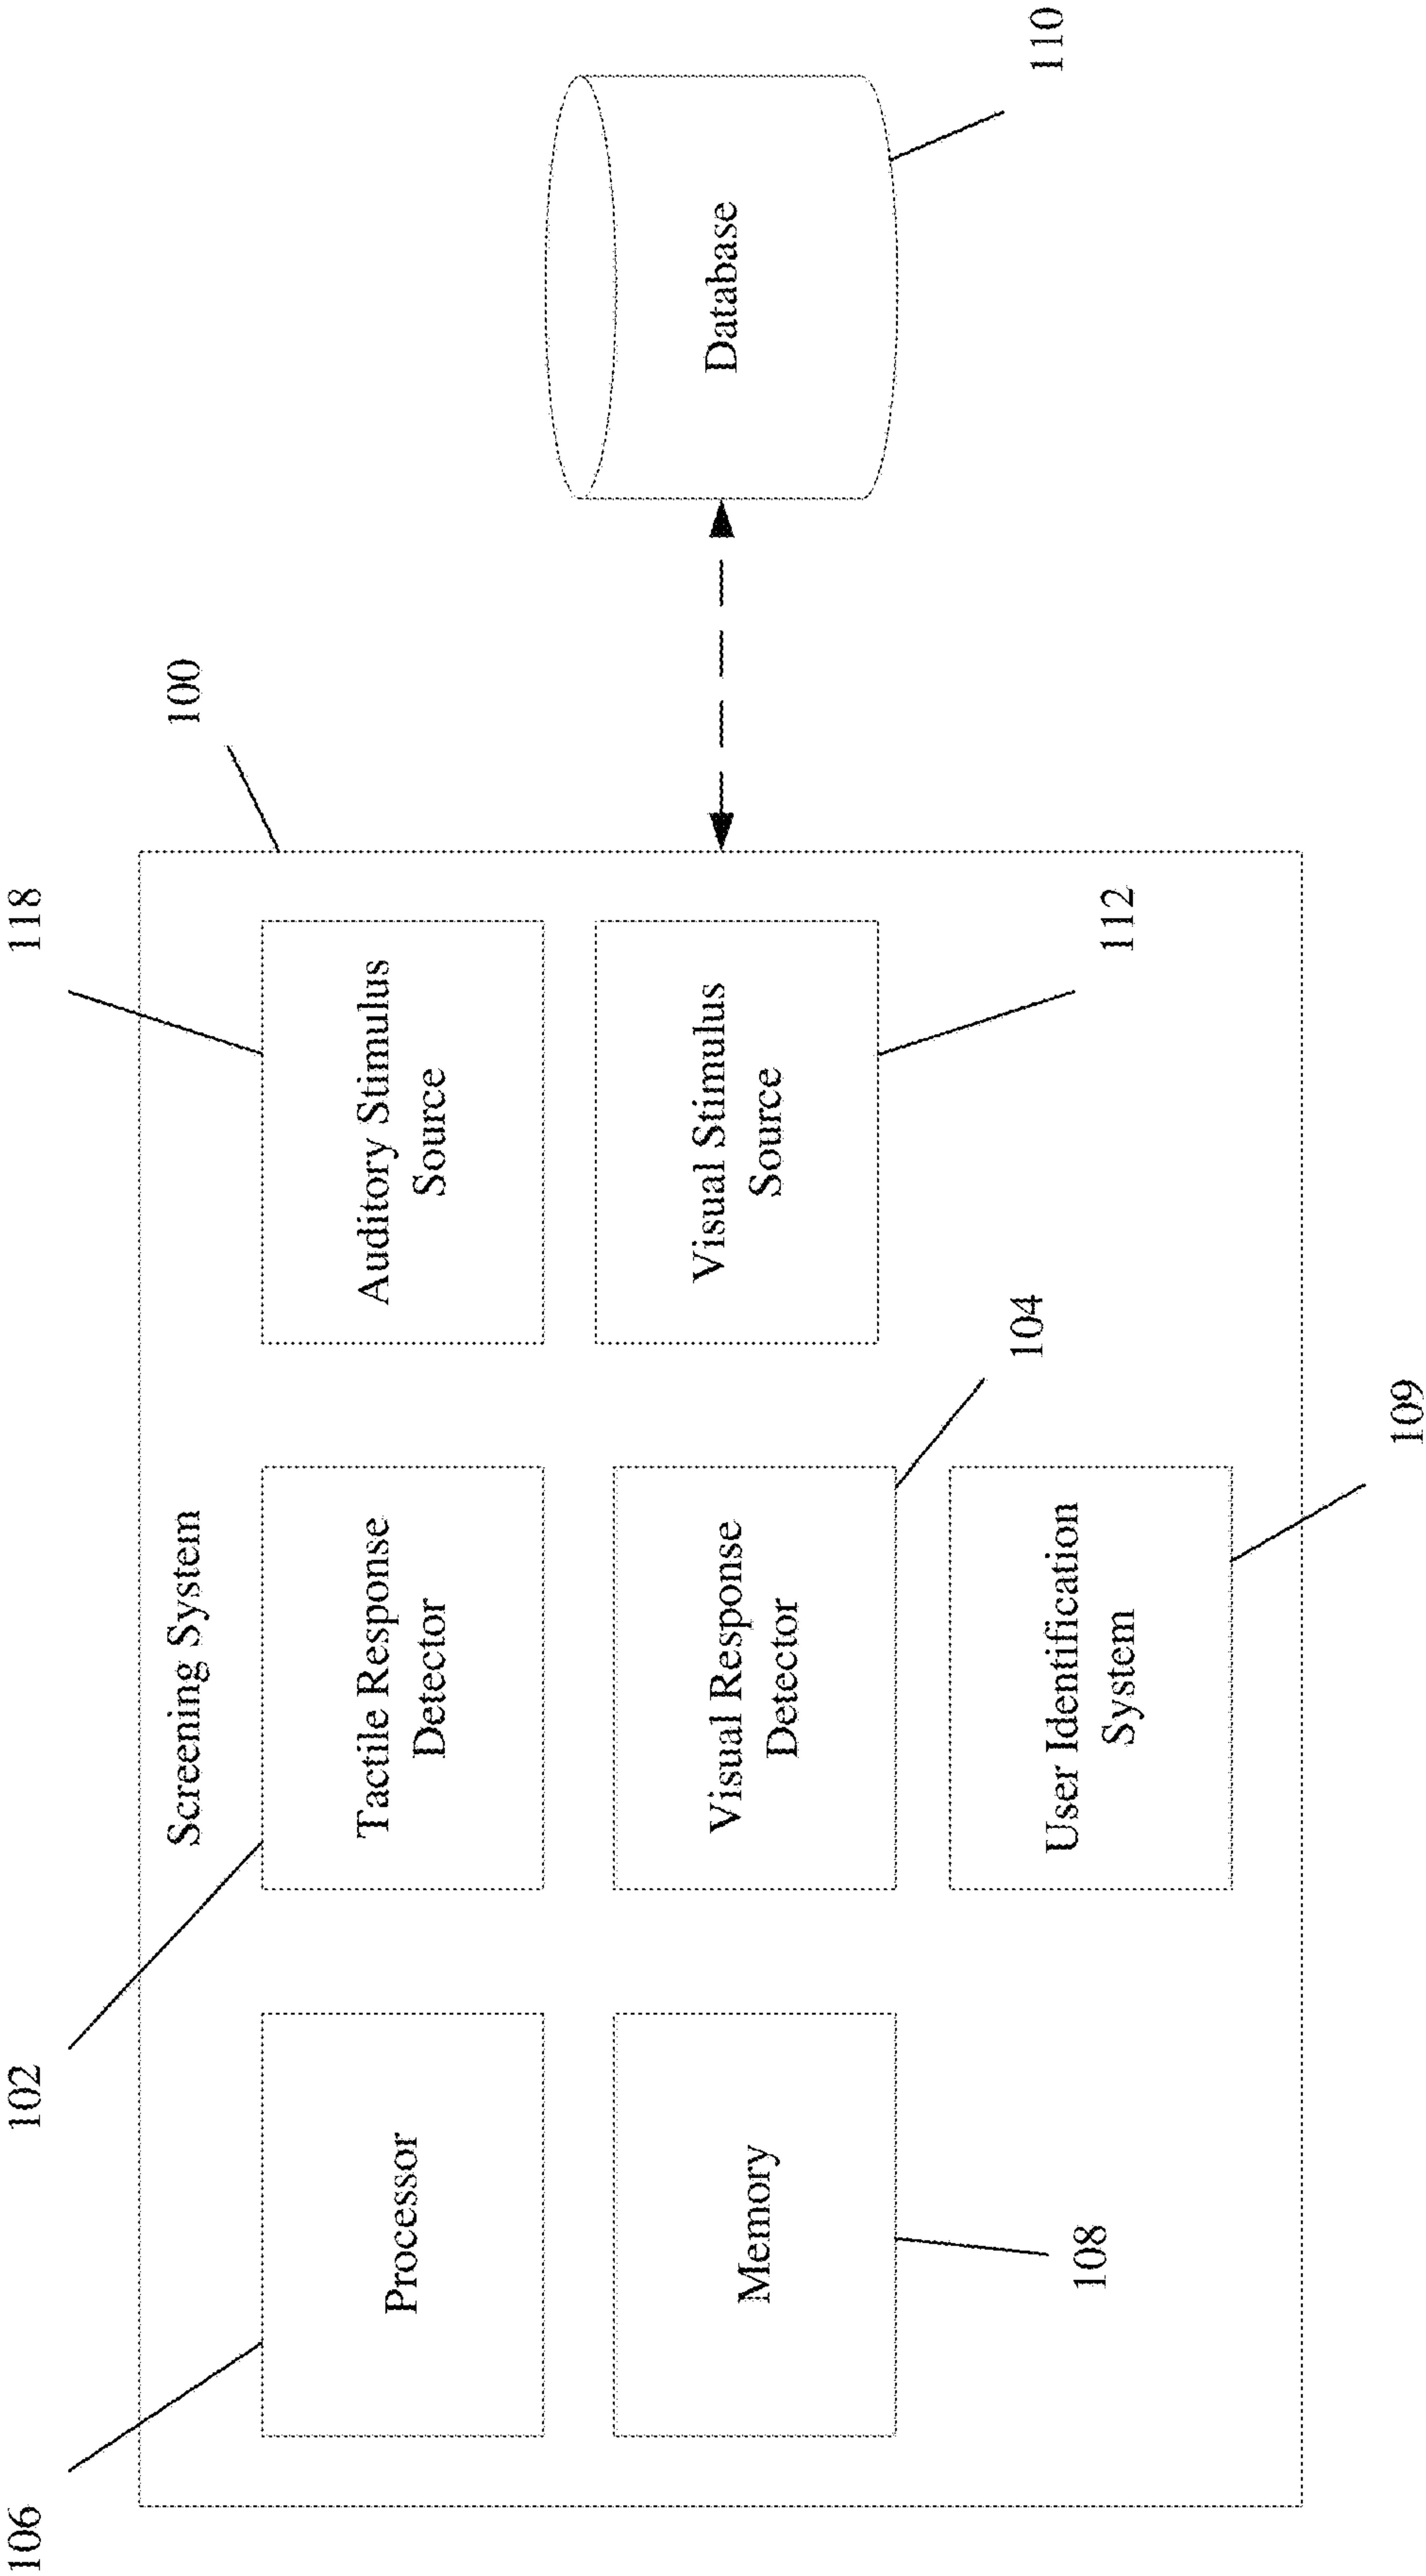 118
100
110
102
106
Screening System
Processor
Tactile Response
Detector
Auditory Stimulus
Source
Memory
Visual Response
Detector
Visual Stimulus
Source
Database
User Identification
System
104
112
108
109